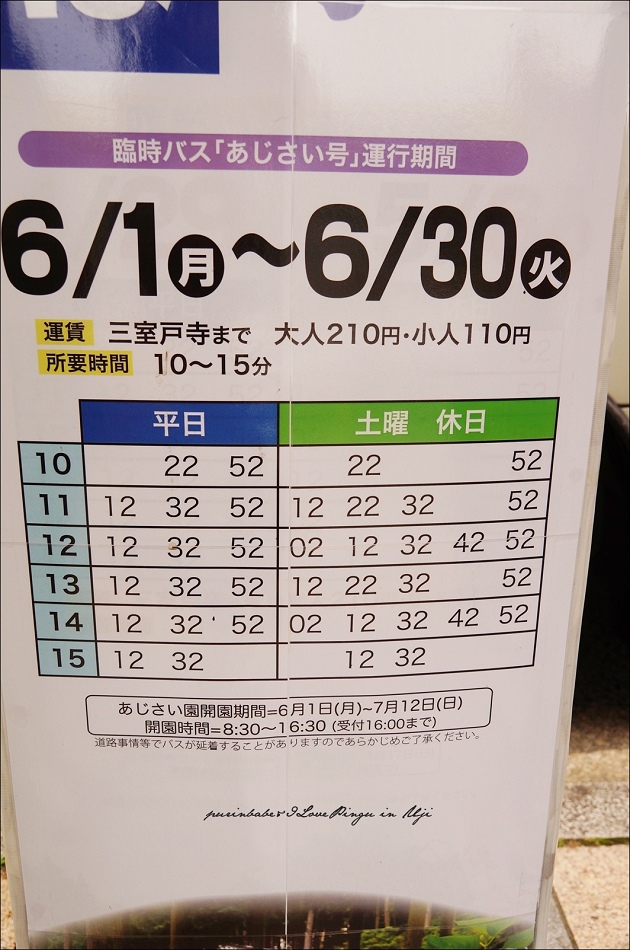 臨時バス「あじさい号」運行期間
6/1月～6/30火
運賃 三室戸寺まで 大人210円・小人110円
所要時間 10～15分
平日 土曜 休日
10 22 52 22 52
11 12 32 52 12 22 32 52
12 12 32 52 02 12 32 42 52
13 12 32 52 12 22 32 52
14 12 32 52 02 12 32 42 52
15 12 32 12 32
あじさい園開園期間=6月1日(月)~7月12日(日)
開園時間=8:30～16:30 (受付16:00まで)
道路事情等でバスが延着することがありますのであらかじめご了承ください。
purinbabe & I Love Pingu in Uji